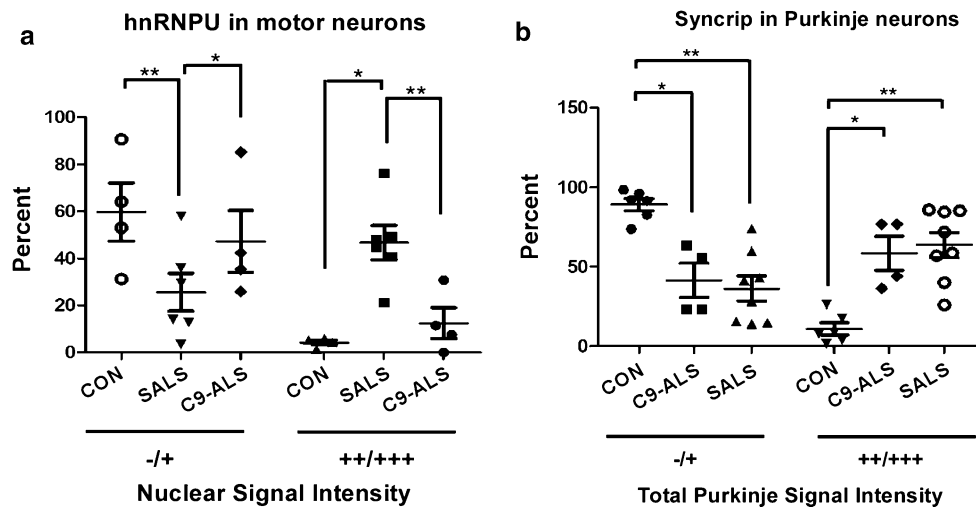 a
hnRNPU in motor neurons
**
*
*
**
Percent
100
80
60
40
20
0
CON
SALS
C9-ALS
CON
SALS
C9-ALS
-/+
++/+++
Nuclear Signal Intensity
b
Syncrip in Purkinje neurons
**
*
**
*
Percent
150
100
50
0
CON
C9-ALS
SALS
CON
C9-ALS
SALS
-/+
++/+++
Total Purkinje Signal Intensity